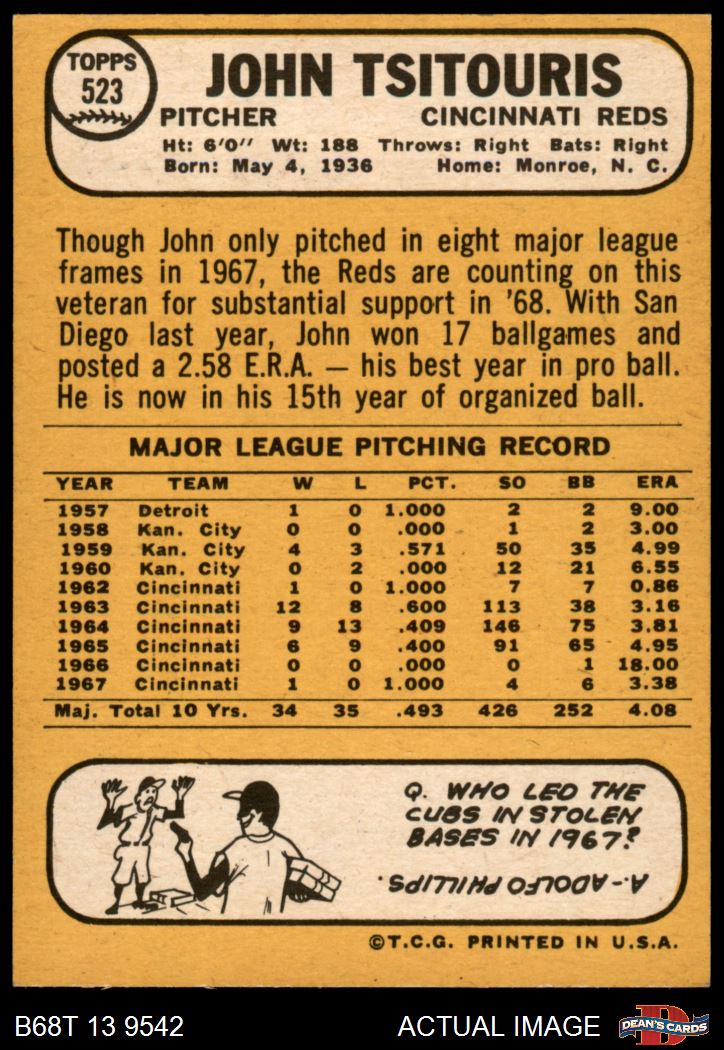 TOPPS
523
JOHN TSITOURIS
PITCHER CINCINNATI REDS
Ht: 6'0" Wt: 188 Throws: Right Bats: Right
Born: May 4, 1936 Home: Monroe, N. C.
Though John only pitched in eight major league
frames in 1967, the Reds are counting on this
veteran for substantial support in '68. With San
Diego last year, John won 17 ballgames and
posted a 2.58 E.R.A. — his best year in pro ball.
He is now in his 15th year of organized ball.
MAJOR LEAGUE PITCHING RECORD
YEAR TEAM W L PCT. SO BB ERA
1957 Detroit 1 0 1.000 2 2 9.00
1958 Kan. City 0 0 .000 1 2 3.00
1959 Kan. City 4 3 .571 50 35 4.99
1960 Kan. City 0 2 .000 12 21 6.55
1962 Cincinnati 1 0 1.000 7 7 0.86
1963 Cincinnati 12 8 .600 113 38 3.16
1964 Cincinnati 9 13 .409 146 75 3.81
1965 Cincinnati 6 9 .400 91 65 4.95
1966 Cincinnati 0 0 .000 0 1 18.00
1967 Cincinnati 1 0 1.000 4 6 3.38
Maj. Total 10 Yrs. 34 35 .493 426 252 4.08
Q. WHO LED THE
CUBS IN STOLEN
BASES IN 1967?
A-. ADOLFO PHILLIPS.
©T.C.G. PRINTED IN U.S.A.
B68T 13 9542 ACTUAL IMAGE
D
DEAN'S CARDS